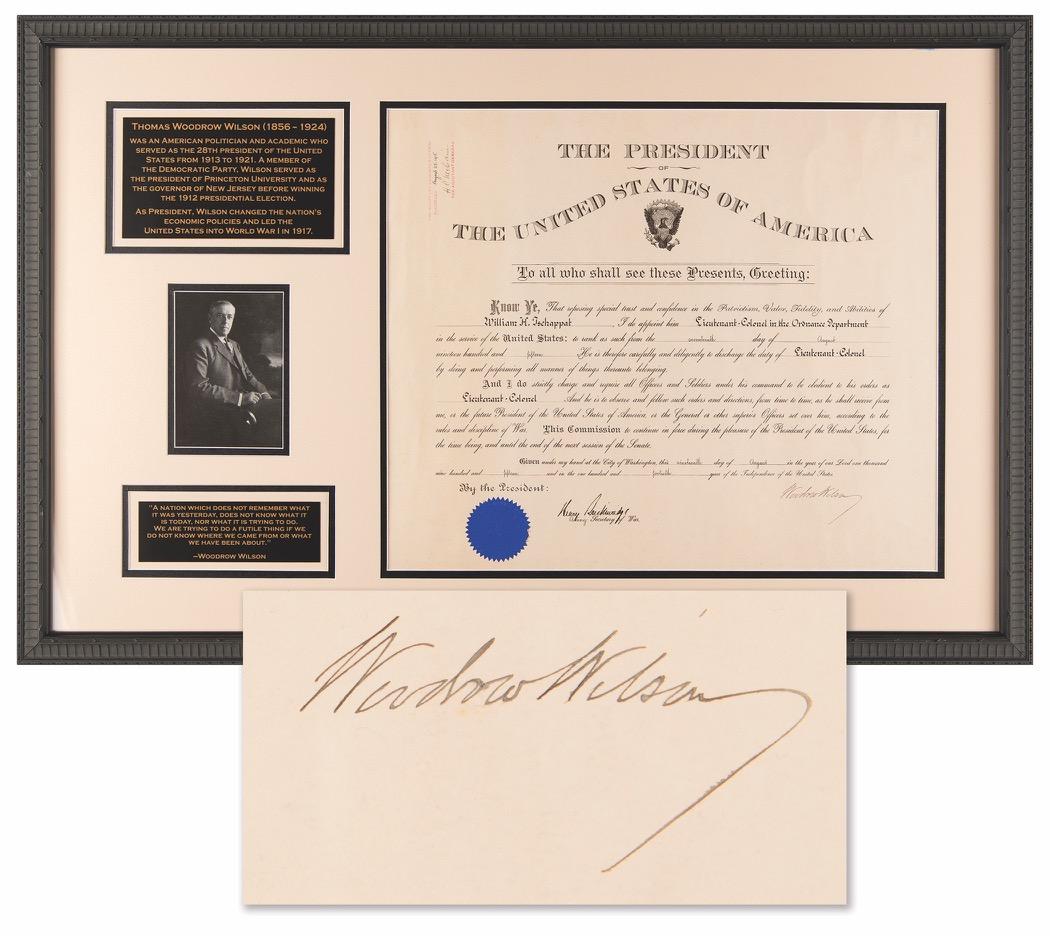 THOMAS WOODROW WILSON (1856 – 1924)
WAS AN AMERICAN POLITICIAN AND ACADEMIC WHO
SERVED AS THE 28TH PRESIDENT OF THE UNITED
STATES FROM 1913 TO 1921. A MEMBER OF
THE DEMOCRATIC PARTY, WILSON SERVED AS
THE PRESIDENT OF PRINCETON UNIVERSITY AND AS
THE GOVERNOR OF NEW JERSEY BEFORE WINNING
THE 1912 PRESIDENTIAL ELECTION.
AS PRESIDENT, WILSON CHANGED THE NATION'S
ECONOMIC POLICIES AND LED THE
UNITED STATES INTO WORLD WAR I IN 1917.
"A NATION WHICH DOES NOT REMEMBER WHAT
IT WAS YESTERDAY, DOES NOT KNOW WHAT IT
IS TODAY, NOR WHAT IT IS TRYING TO DO.
WE ARE TRYING TO DO A FUTILE THING IF WE
DO NOT KNOW WHERE WE CAME FROM OR WHAT
WE HAVE BEEN ABOUT."
–WOODROW WILSON
THE PRESIDENT
OF
THE UNITED STATES OF AMERICA
To all who shall see these Presents, Greeting:
Know Ye, That reposing special trust and confidence in the Patriotism, Valor, Fidelity, and Abilities of
William H. Tschappat, I do appoint him Lieutenant-Colonel in the Ordnance Department
in the service of the United States: to rank as such from the seventeenth day of August
nineteen hundred and fifteen. He is therefore carefully and diligently to discharge the duty of Lieutenant-Colonel
by doing and performing all manner of things thereunto belonging.
And I do strictly charge and require all Officers and Soldiers under his command to be obedient to his orders as
Lieutenant-Colonel. And he is to observe and follow such orders and directions, from time to time, as he shall receive from
me, or the future President of the United States of America, or the General or other superior Officers set over him, according to the
rules and discipline of War. This Commission to continue in force during the pleasure of the President of the United States, for
the time being, and until the end of the next session of the Senate.
Given under my hand at the City of Washington, this seventeenth day of August in the year of our Lord one thousand
nine hundred and fifteen and in the one hundred and fortieth year of the Independence of the United States.
By the President:
Woodrow Wilson
Henry Breckinridge
Secretary of War.
Woodrow Wilson